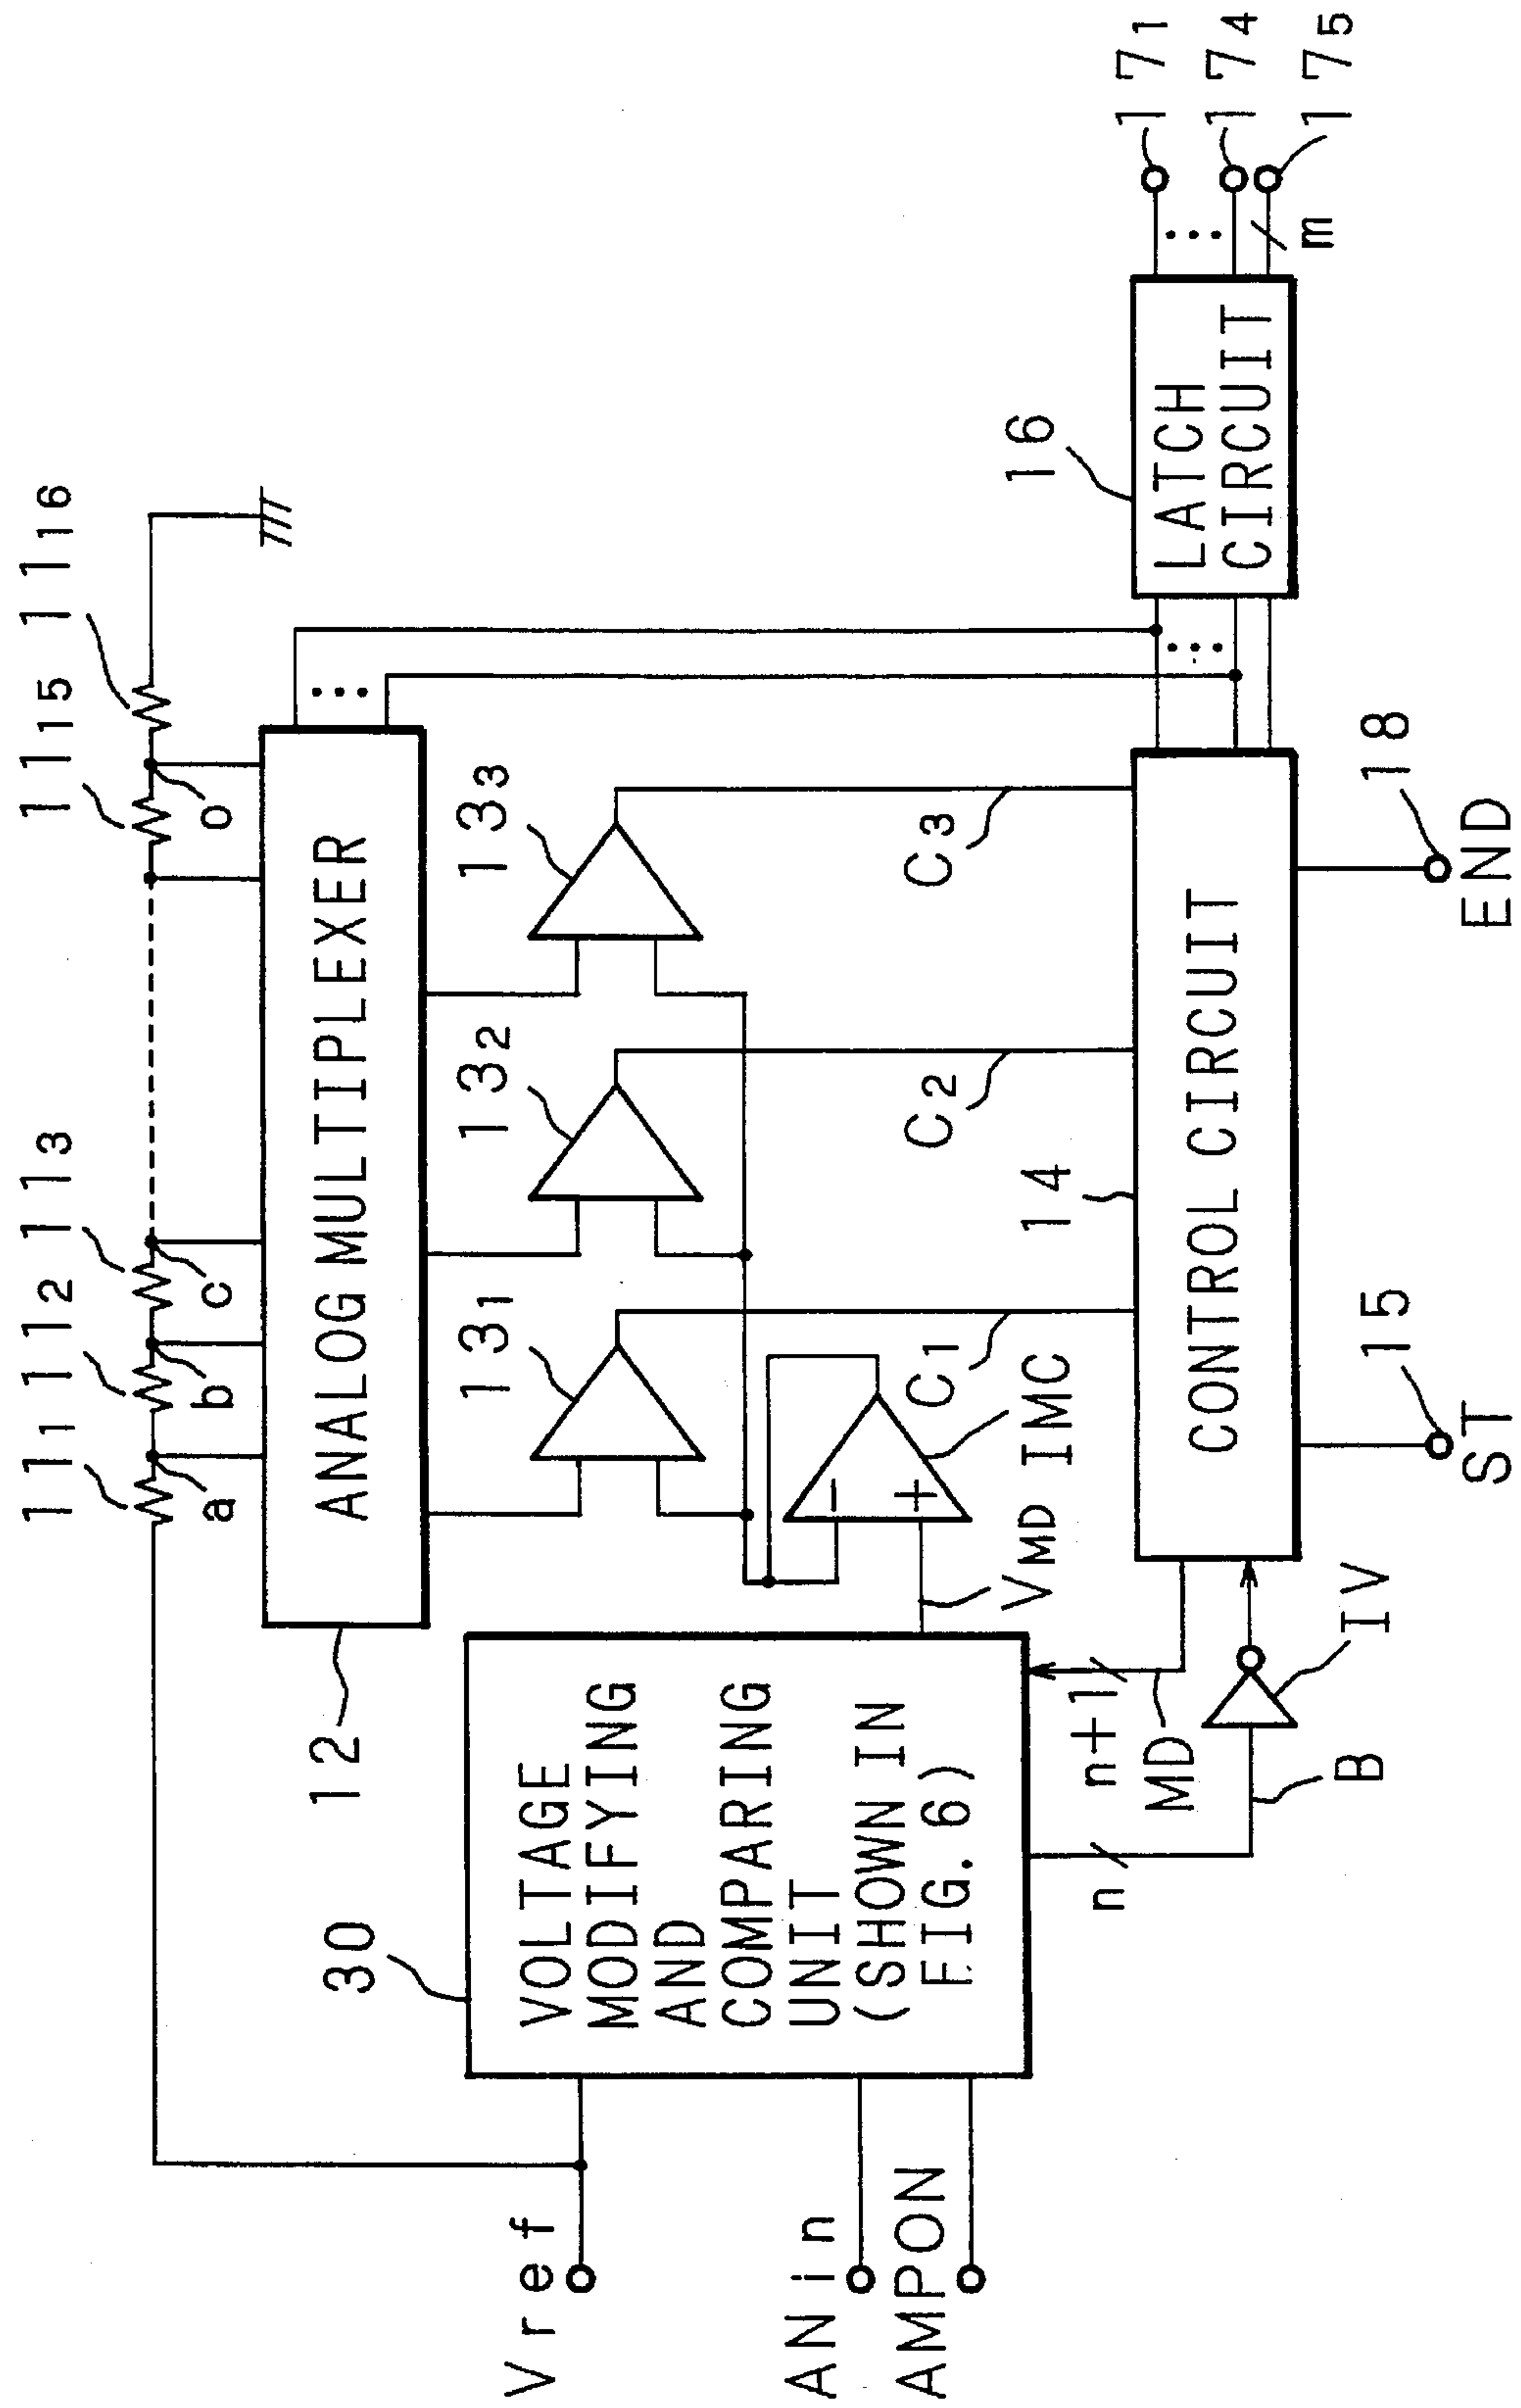 11₁
11₂
11₃
11₁₅
11₁₆
a
b
c
o
ANALOG MULTIPLEXER
12
13₁
13₂
13₃
30
VOLTAGE
MODIFYING
AND
COMPARING
UNIT
(SHOWN IN
FIG. 6)
Vref
ANin
AMPON
VMD
IMC
C₁
C₂
C₃
n+1
MD
n
B
IV
14
CONTROL CIRCUIT
15
ST
18
END
16
LATCH
CIRCUIT
m
17₁
17₄
17₅